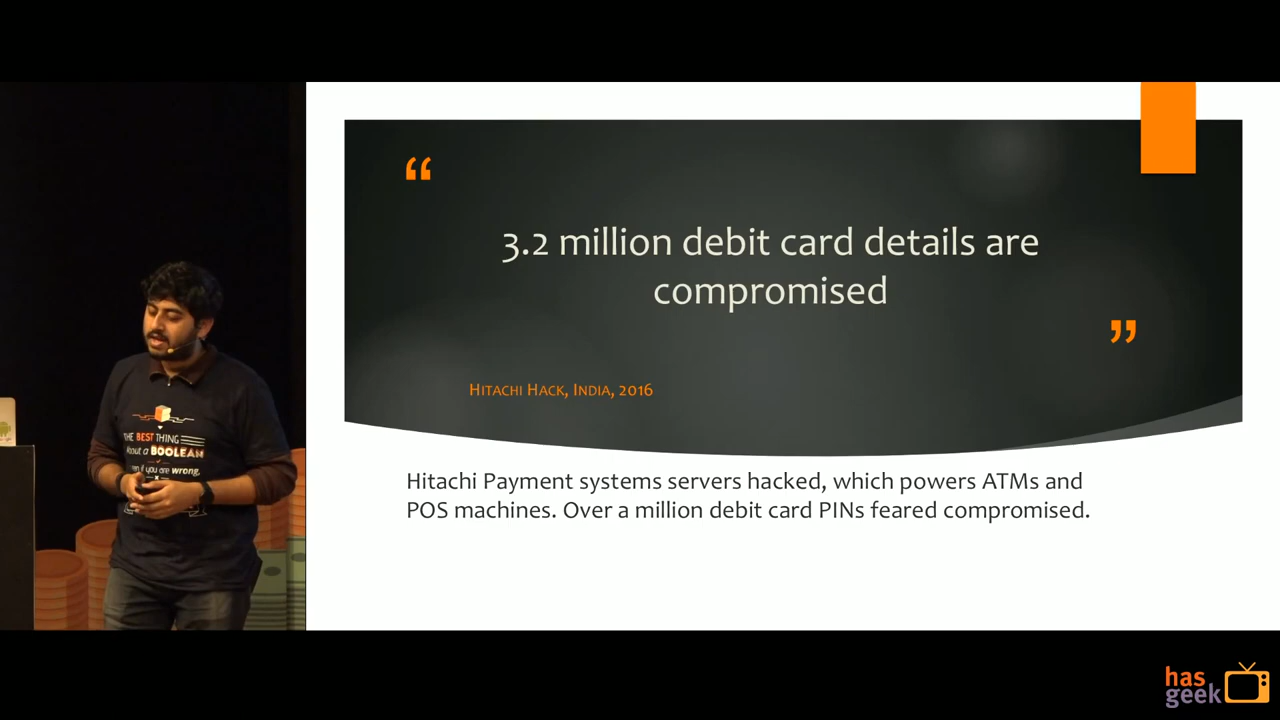 “
3.2 million debit card details are
compromised
”
Hitachi Hack, India, 2016
Hitachi Payment systems servers hacked, which powers ATMs and
POS machines. Over a million debit card PINs feared compromised.
THE BEST THING
about a BOOLEAN
even if you are wrong,
has
geek